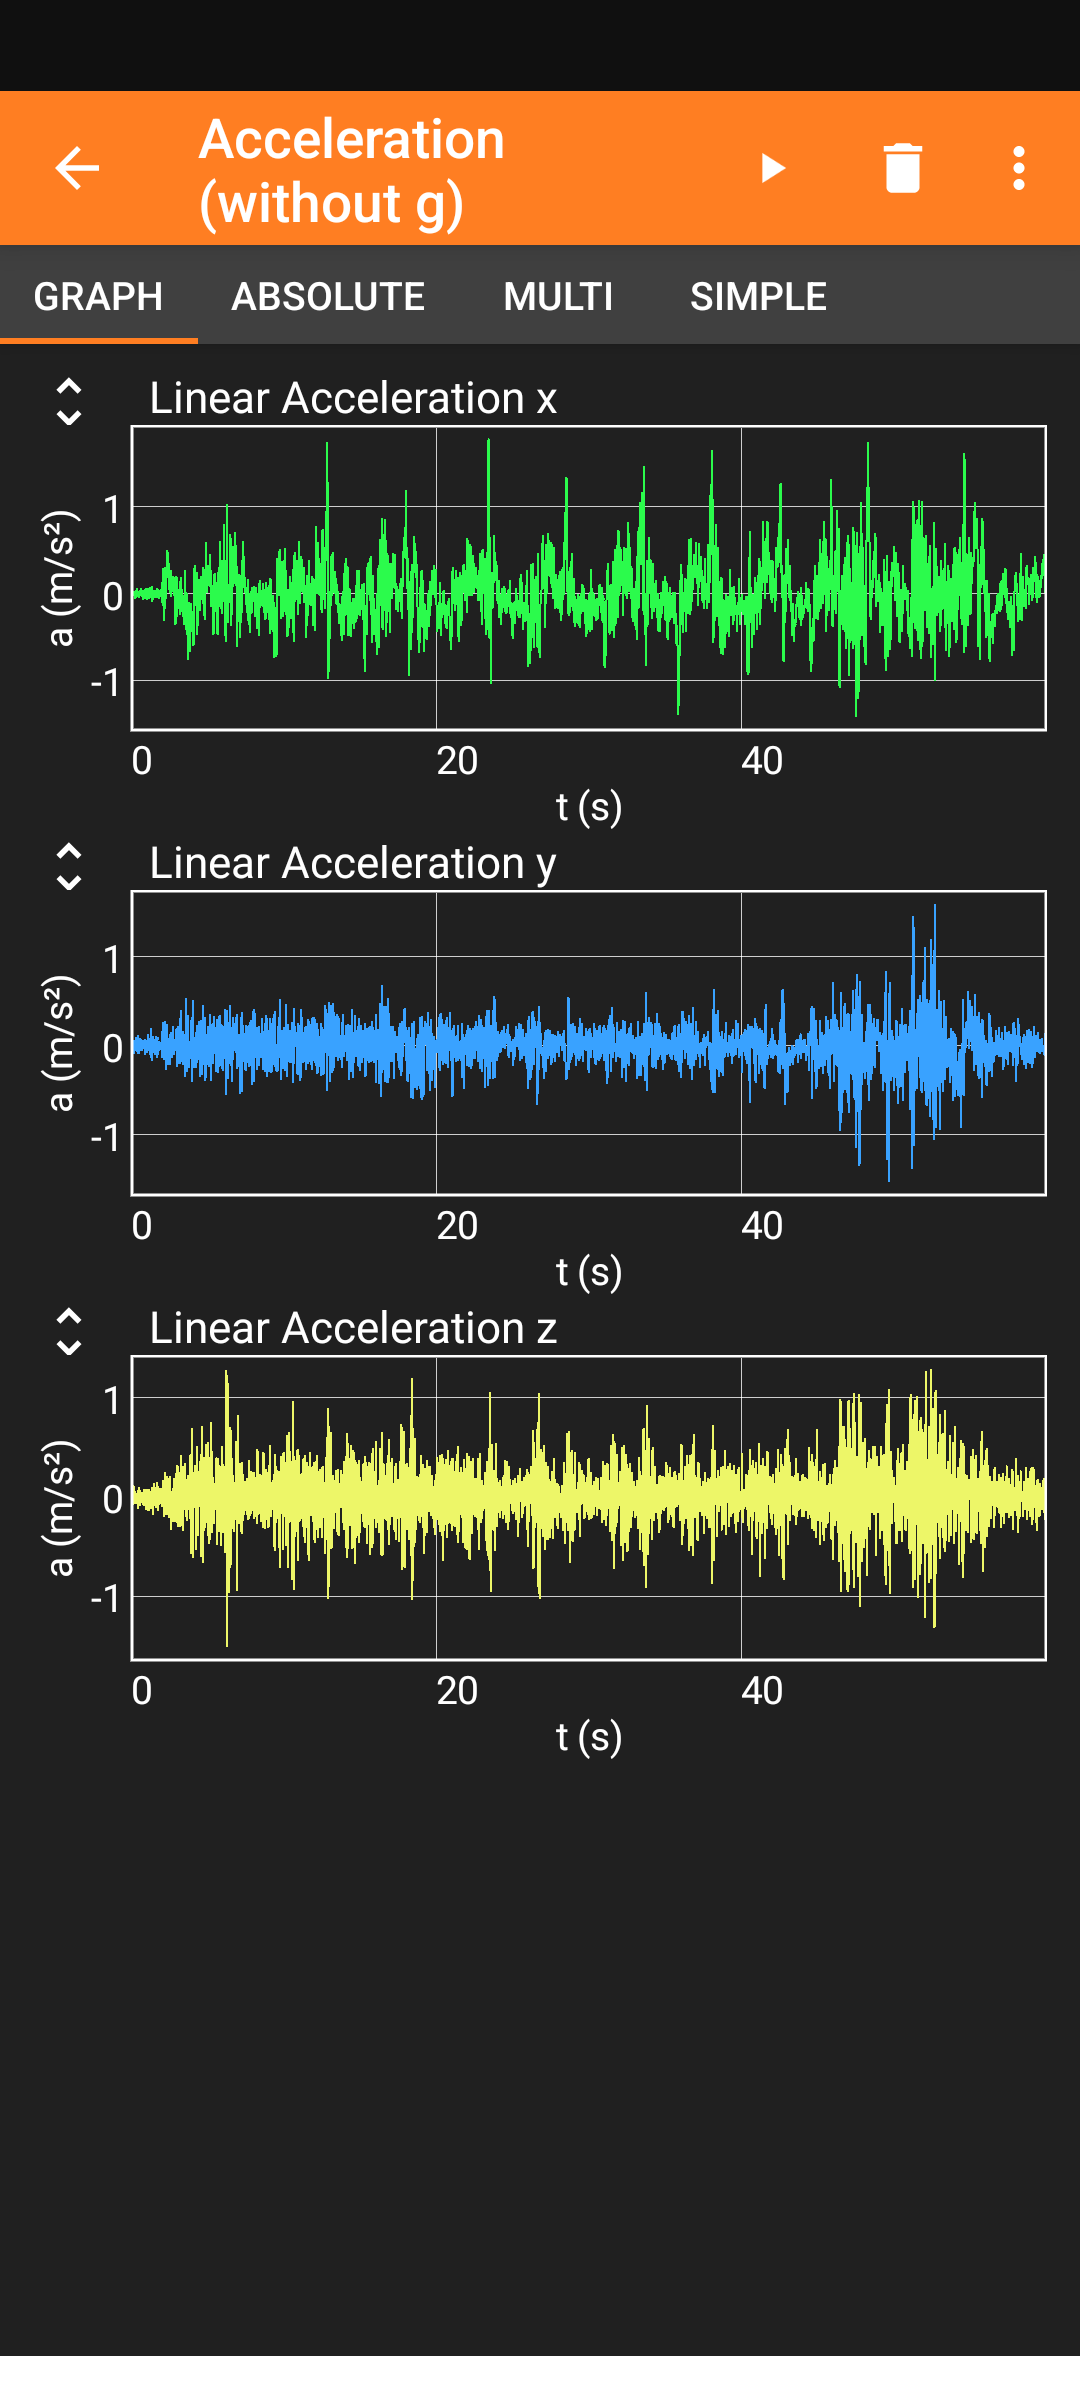 Acceleration
(without g)
GRAPH ABSOLUTE MULTI SIMPLE
Linear Acceleration x
a (m/s²)
1
0
-1
0 20 40
t (s)
Linear Acceleration y
a (m/s²)
1
0
-1
0 20 40
t (s)
Linear Acceleration z
a (m/s²)
1
0
-1
0 20 40
t (s)